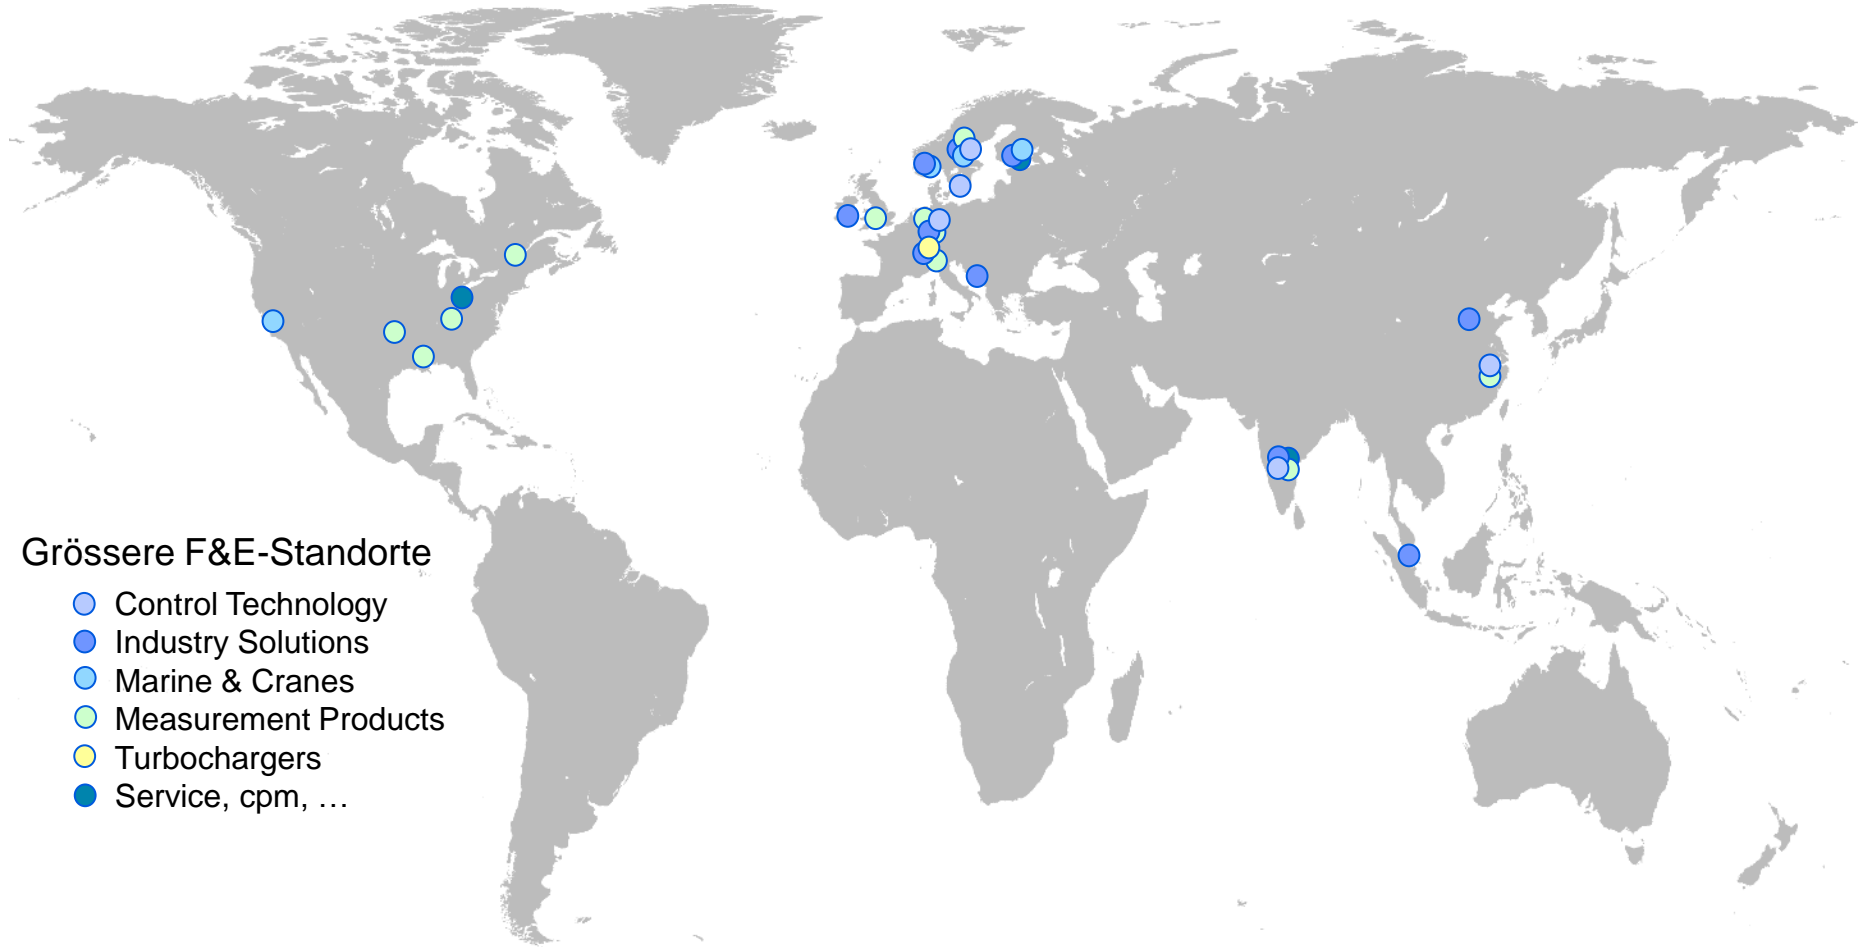 Grössere F&E-Standorte
Control Technology
Industry Solutions
Marine & Cranes
Measurement Products
Turbochargers
Service, cpm, …